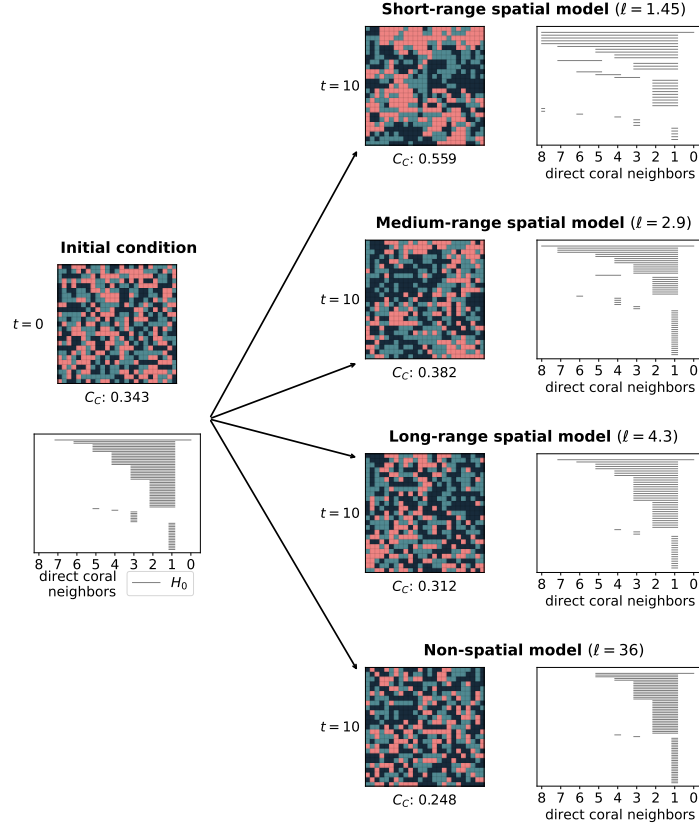 Short-range spatial model (ℓ = 1.45)
t = 10
C_C: 0.559
8 7 6 5 4 3 2 1 0
direct coral neighbors
Medium-range spatial model (ℓ = 2.9)
t = 10
C_C: 0.382
8 7 6 5 4 3 2 1 0
direct coral neighbors
Initial condition
t = 0
C_C: 0.343
8 7 6 5 4 3 2 1 0
direct coral
neighbors
H_0
Long-range spatial model (ℓ = 4.3)
t = 10
C_C: 0.312
8 7 6 5 4 3 2 1 0
direct coral neighbors
Non-spatial model (ℓ = 36)
t = 10
C_C: 0.248
8 7 6 5 4 3 2 1 0
direct coral neighbors